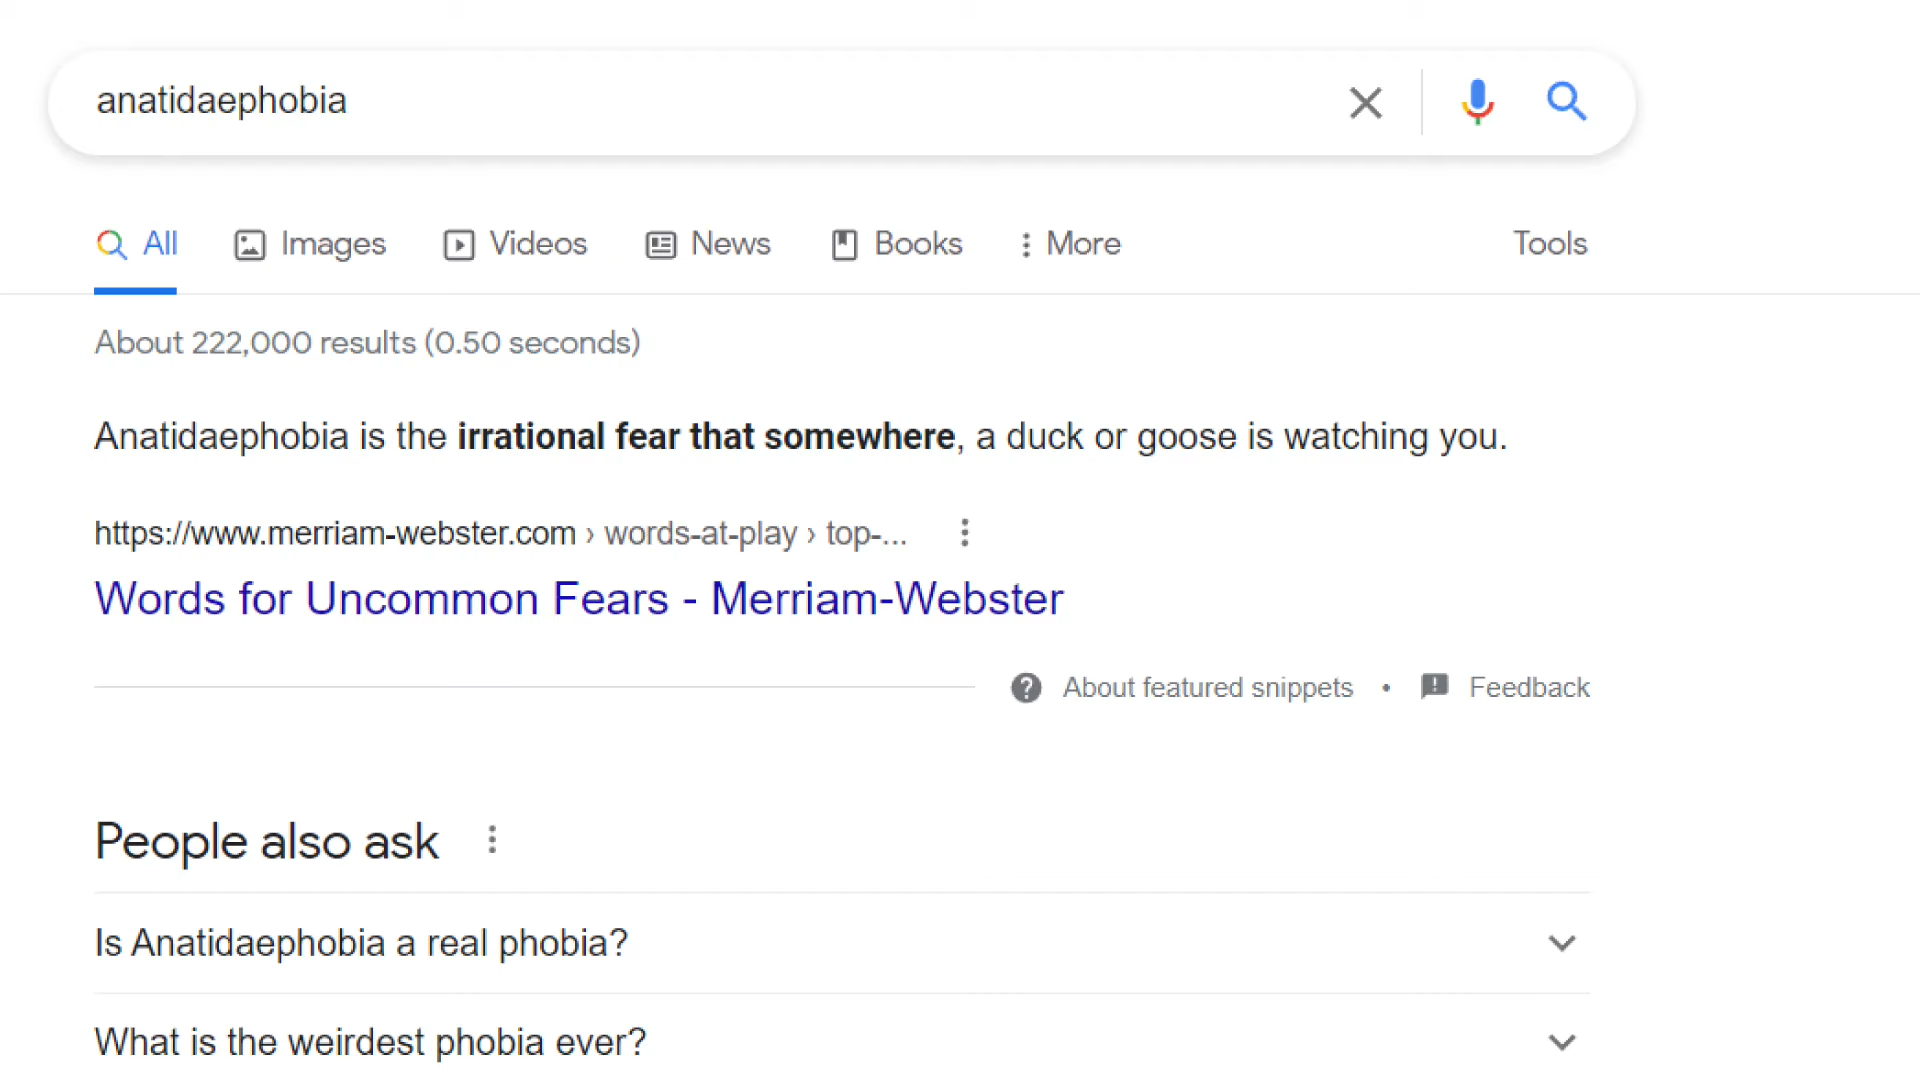 anatidaephobia
All Images Videos News Books More Tools
About 222,000 results (0.50 seconds)
Anatidaephobia is the irrational fear that somewhere, a duck or goose is watching you.
https://www.merriam-webster.com › words-at-play › top-...
Words for Uncommon Fears - Merriam-Webster
About featured snippets • Feedback
People also ask
Is Anatidaephobia a real phobia?
What is the weirdest phobia ever?